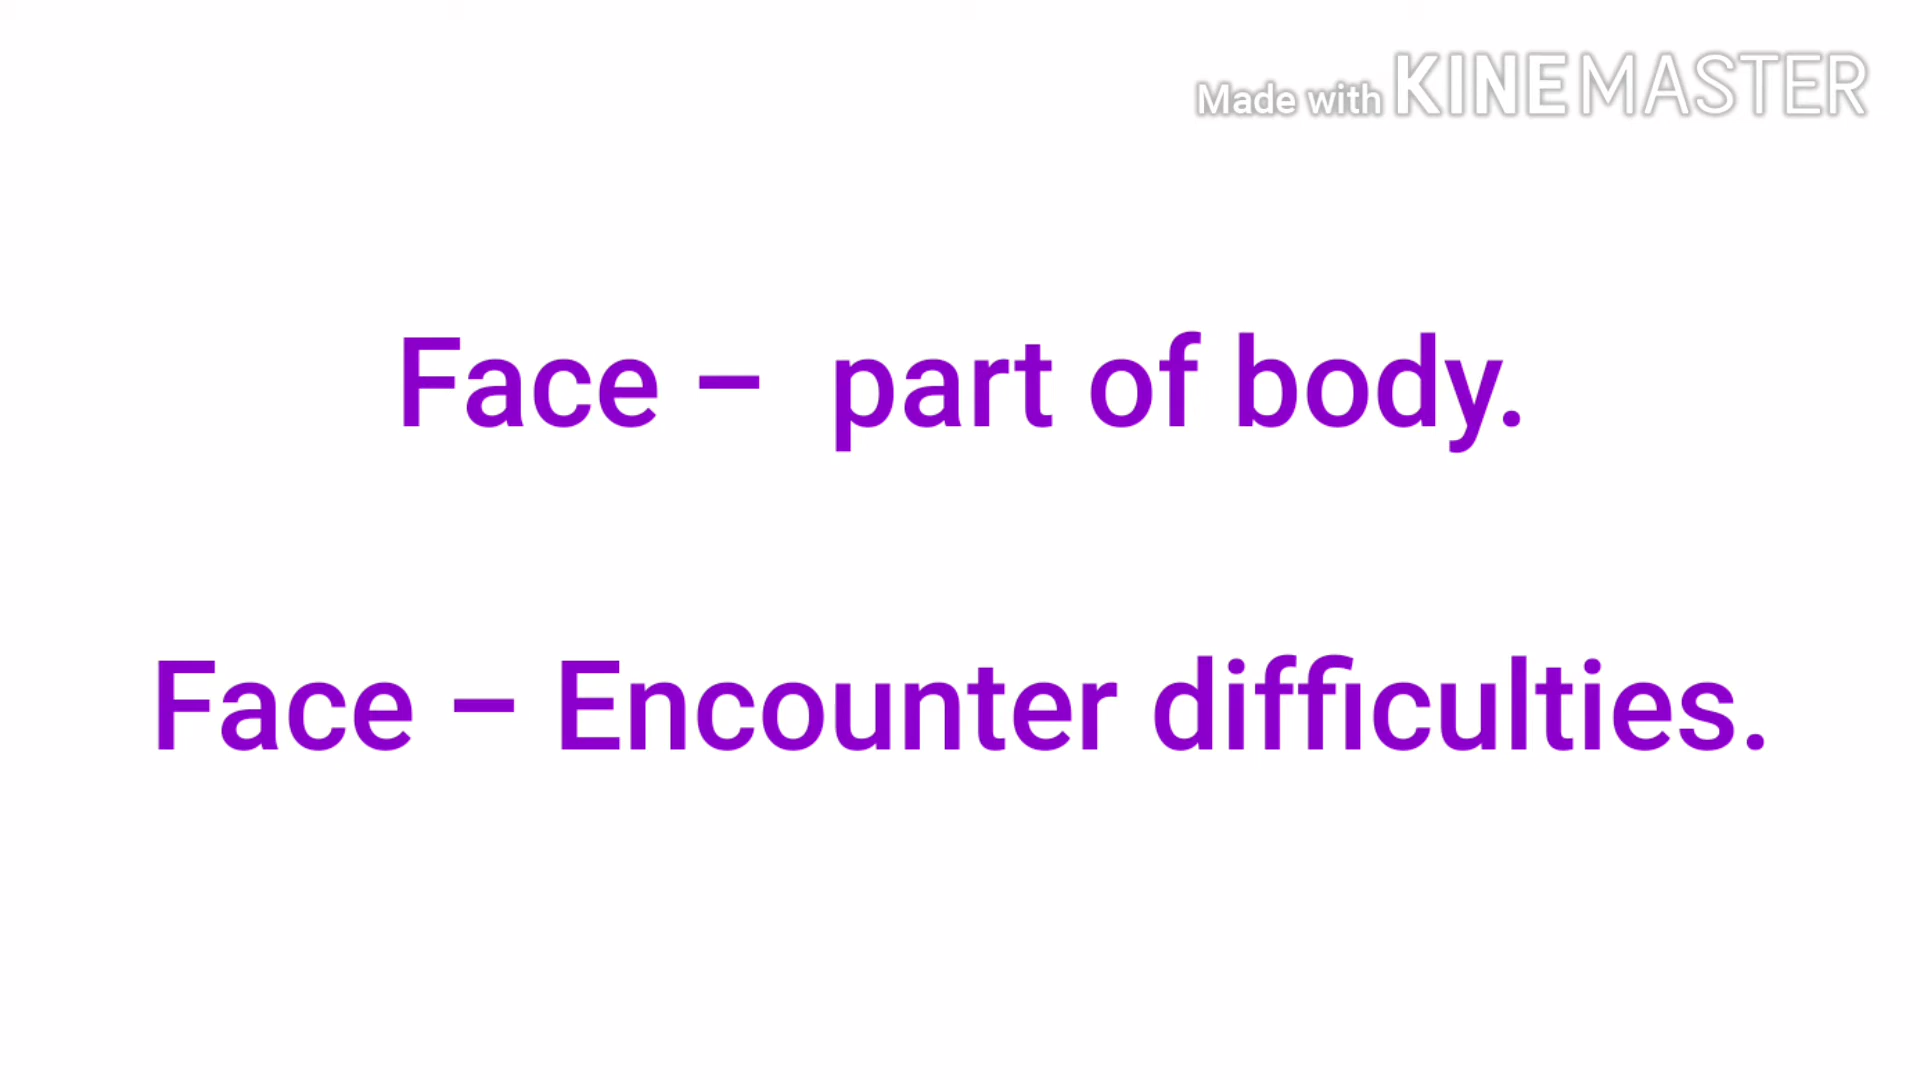 Made with KINEMASTER
Face – part of body.
Face – Encounter difficulties.